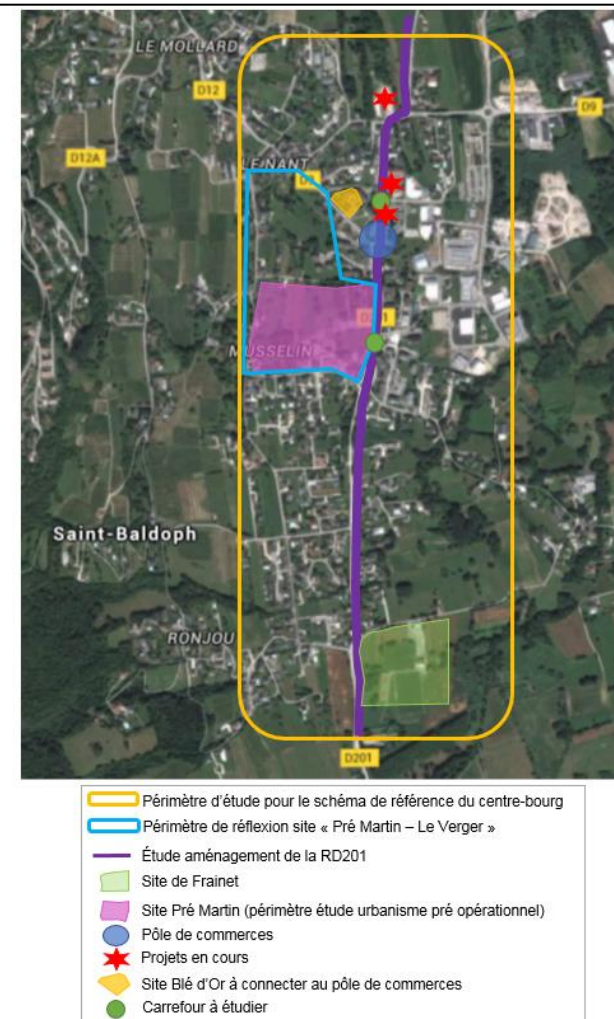 LE MOLLARD
D12
D9
D12A
LE NANT
MUSSELIN
Saint-Baldoph
RONJOU
D201
Périmètre d'étude pour le schéma de référence du centre-bourg
Périmètre de réflexion site « Pré Martin – Le Verger »
Étude aménagement de la RD201
Site de Frainet
Site Pré Martin (périmètre étude urbanisme pré opérationnel)
Pôle de commerces
Projets en cours
Site Blé d'Or à connecter au pôle de commerces
Carrefour à étudier